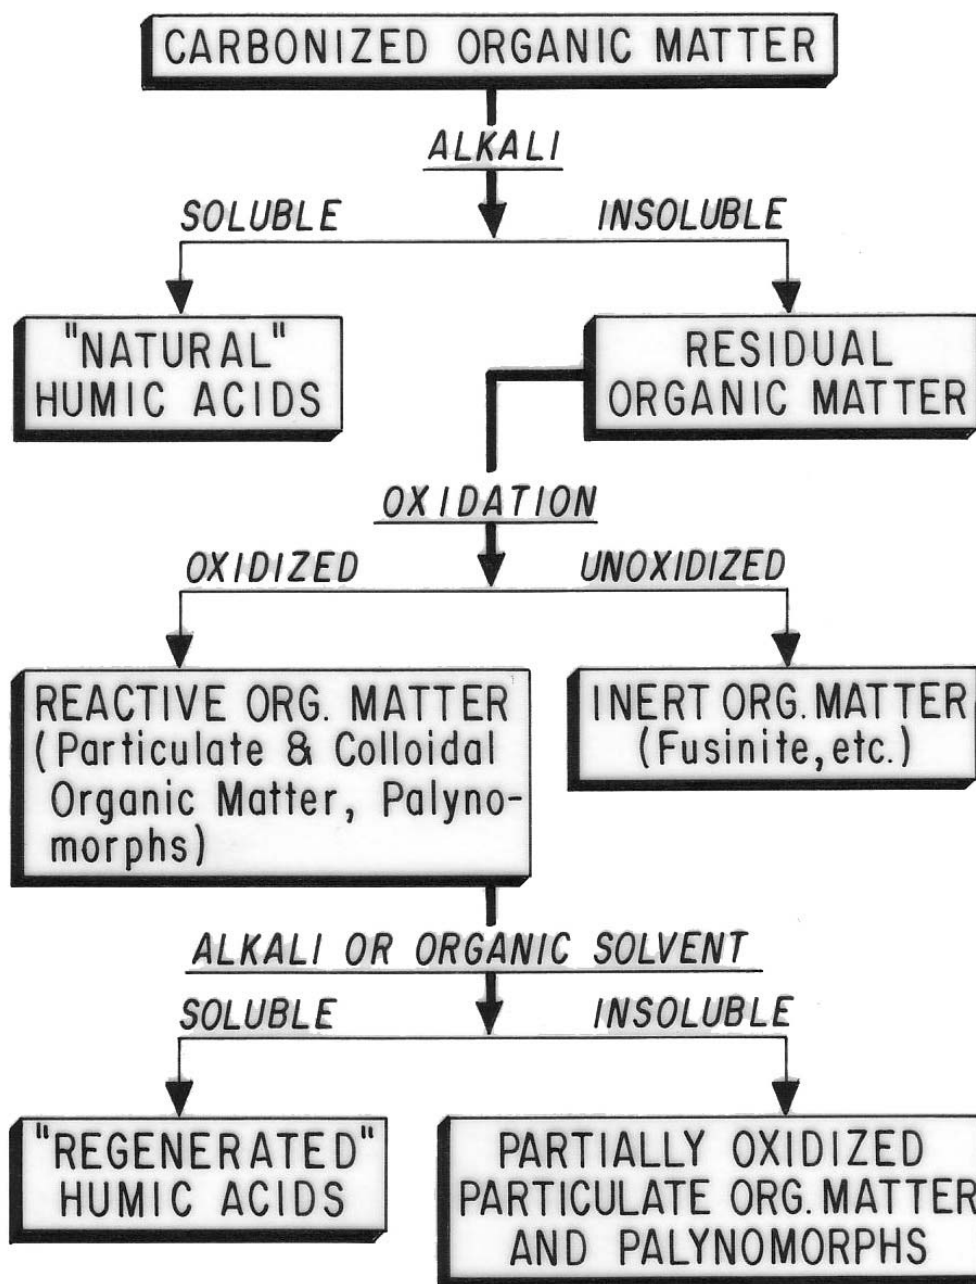 CARBONIZED ORGANIC MATTER
ALKALI
SOLUBLE
INSOLUBLE
"NATURAL"
HUMIC ACIDS
RESIDUAL
ORGANIC MATTER
OXIDATION
OXIDIZED
UNOXIDIZED
REACTIVE ORG. MATTER
(Particulate & Colloidal
Organic Matter, Palyno-
morphs)
INERT ORG. MATTER
(Fusinite, etc.)
ALKALI OR ORGANIC SOLVENT
SOLUBLE
INSOLUBLE
"REGENERATED"
HUMIC ACIDS
PARTIALLY OXIDIZED
PARTICULATE ORG. MATTER
AND PALYNOMORPHS